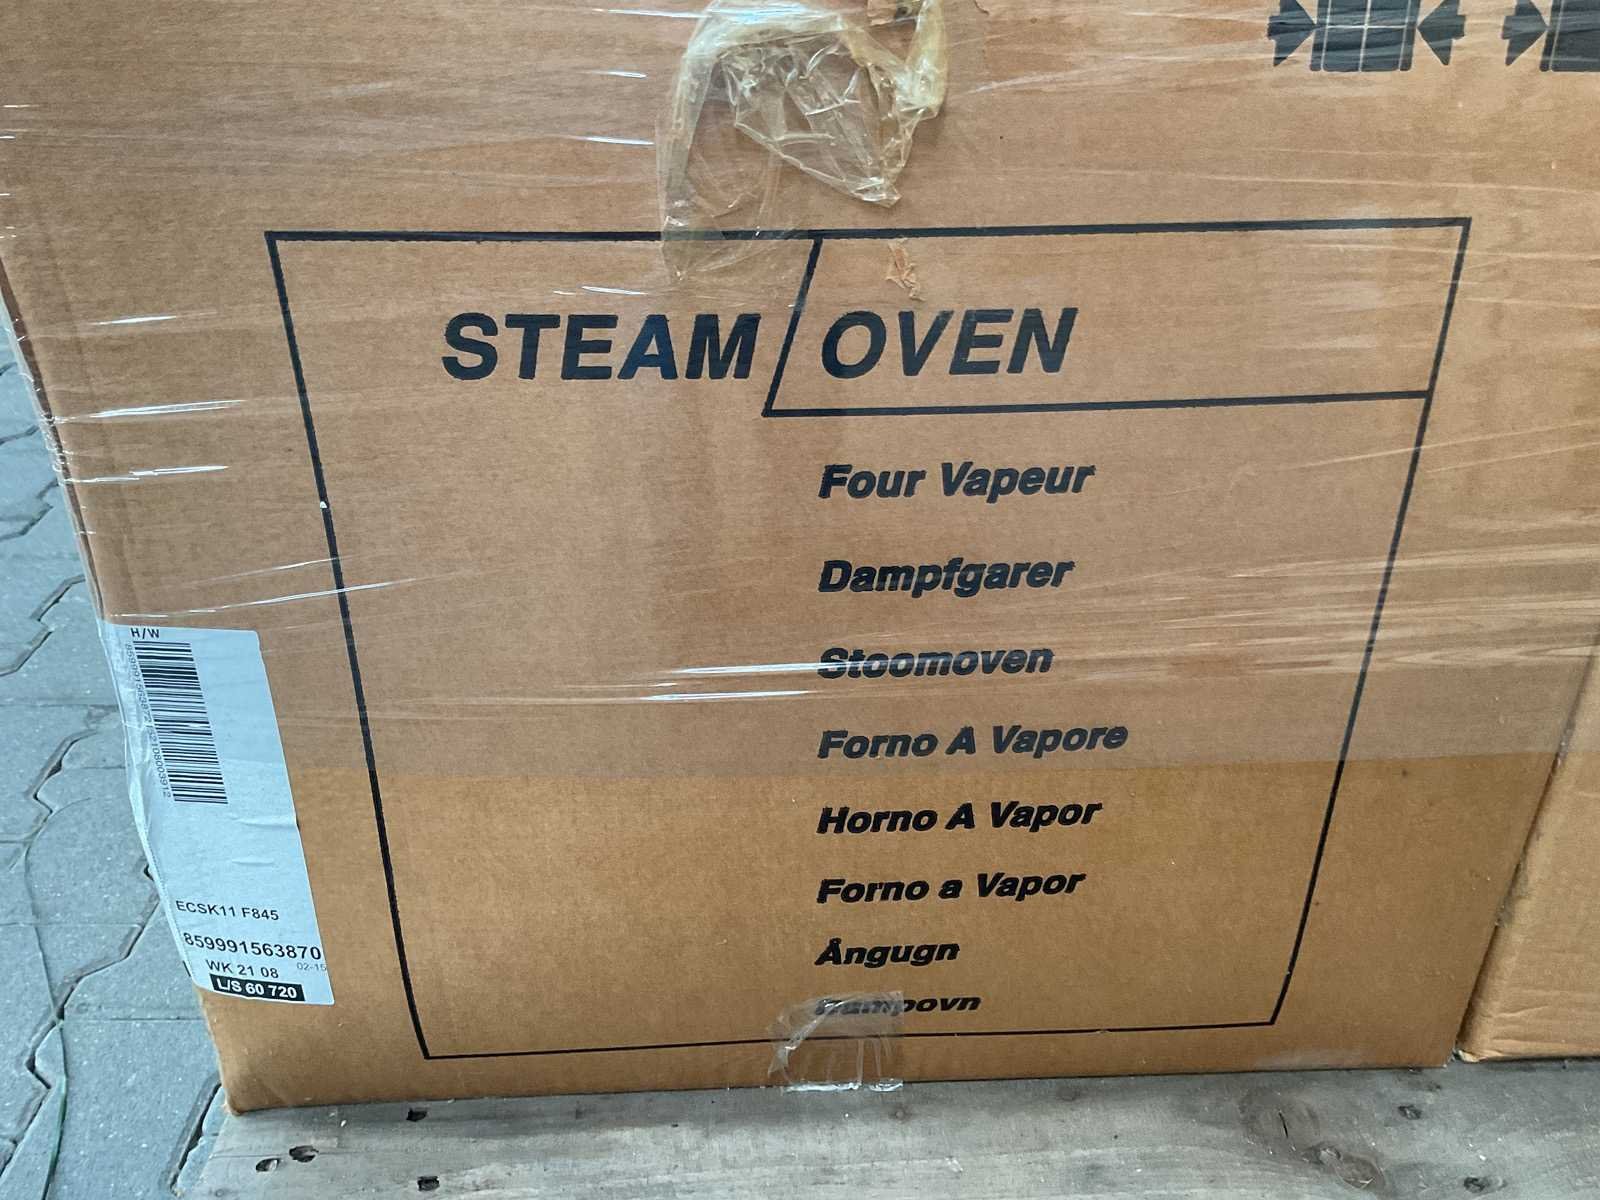 STEAM OVEN
Four Vapeur
Dampfgarer
Stoomoven
Forno A Vapore
Horno A Vapor
Forno a Vapor
Ångugn
Dampovn
H/W
ECSK11 F845
859991563870
WK 21 08 02-15
L/S 60 720